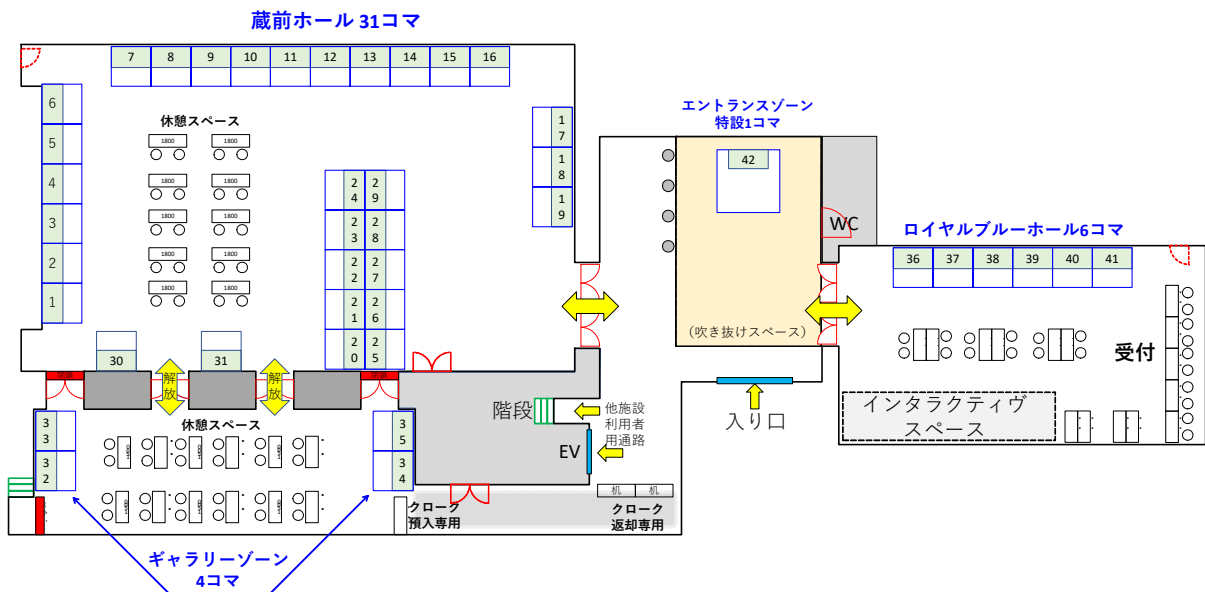 蔵前ホール 31コマ
7 8 9 10 11 12 13 14 15 16
6
5
4
3
2
1
休憩スペース
1800 1800
1800 1800
1800 1800
1800 1800
1800 1800
17
18
19
24 29
23 28
22 27
21 26
20 25
30 31
解放 解放
エントランスゾーン
特設1コマ
42
(吹き抜けスペース)
WC
ロイヤルブルーホール6コマ
36 37 38 39 40 41
受付
インタラクティヴ
スペース
入り口
階段
他施設
利用者
用通路
EV
休憩スペース
33
32
35
34
机 机
クローク
預入専用
クローク
返却専用
ギャラリーゾーン
4コマ